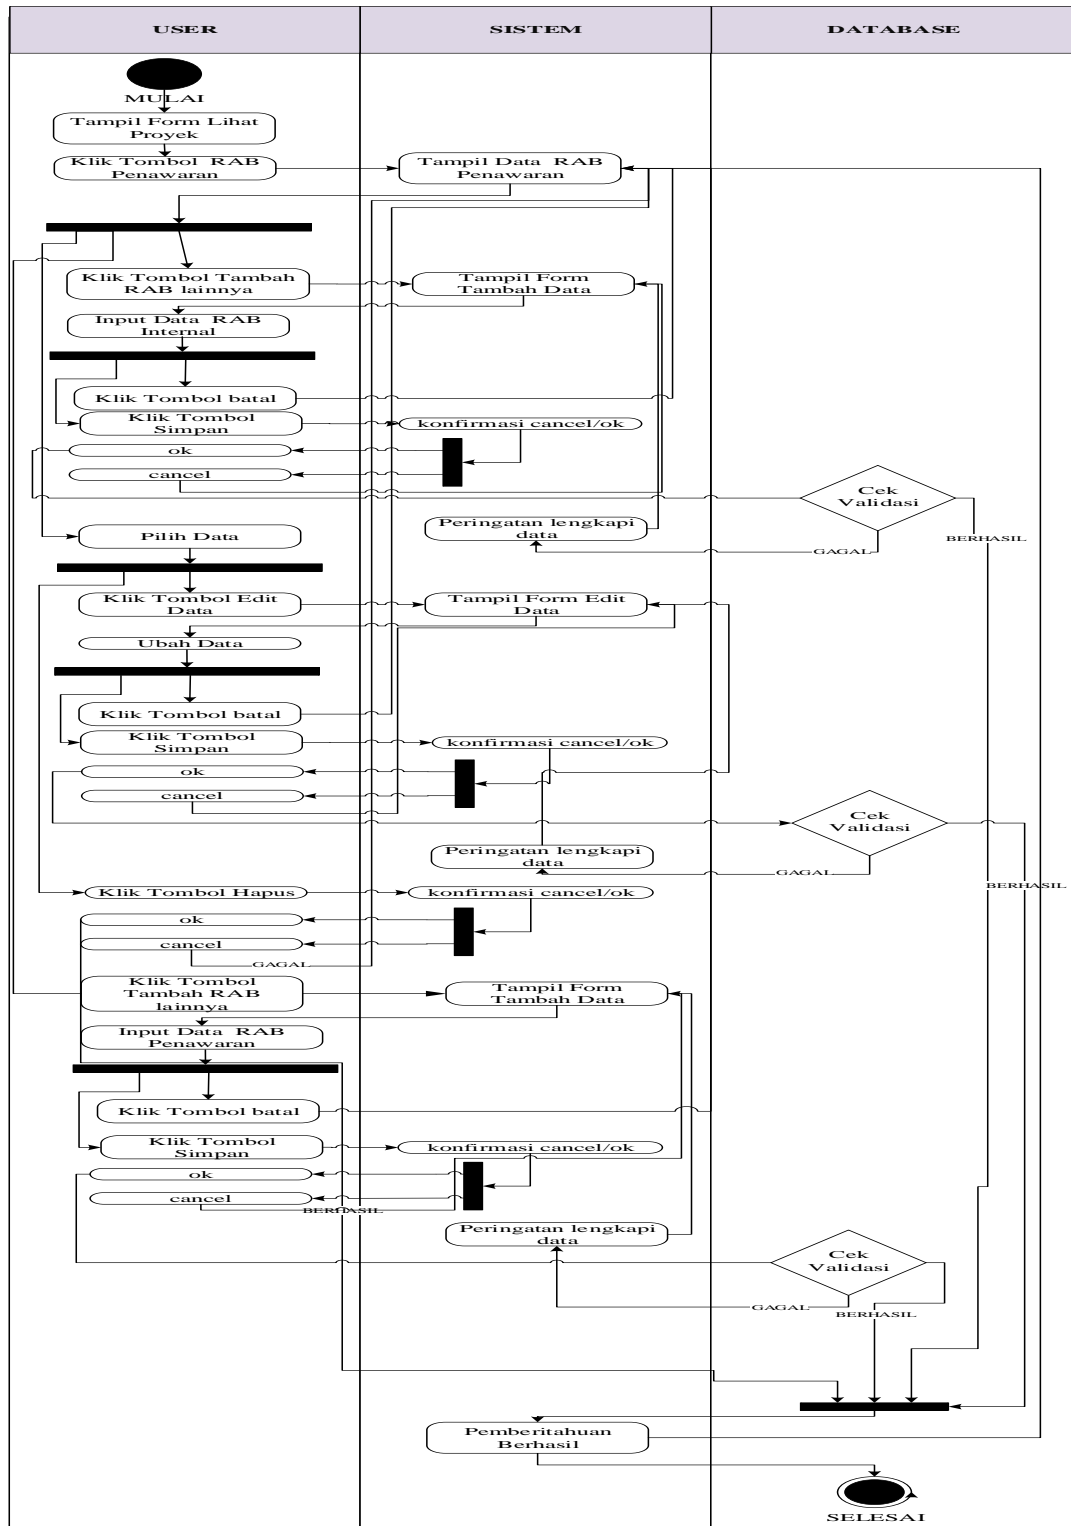 USER
SISTEM
DATABASE
MULAI
Tampil Form Lihat
Proyek
Klik Tombol RAB
Penawaran
Tampil Data RAB
Penawaran
Klik Tombol Tambah
RAB lainnya
Tampil Form
Tambah Data
Input Data RAB
Internal
Klik Tombol batal
Klik Tombol
Simpan
konfirmasi cancel/ok
ok
cancel
Cek
Validasi
Peringatan lengkapi
data
GAGAL
BERHASIL
Pilih Data
Klik Tombol Edit
Data
Tampil Form Edit
Data
Ubah Data
Klik Tombol batal
Klik Tombol
Simpan
konfirmasi cancel/ok
ok
cancel
Cek
Validasi
Peringatan lengkapi
data
GAGAL
BERHASIL
Klik Tombol Hapus
konfirmasi cancel/ok
ok
cancel
GAGAL
Klik Tombol
Tambah RAB
lainnya
Tampil Form
Tambah Data
Input Data RAB
Penawaran
Klik Tombol batal
Klik Tombol
Simpan
konfirmasi cancel/ok
ok
cancel
BERHASIL
Peringatan lengkapi
data
Cek
Validasi
GAGAL
BERHASIL
Pemberitahuan
Berhasil
SELESAI